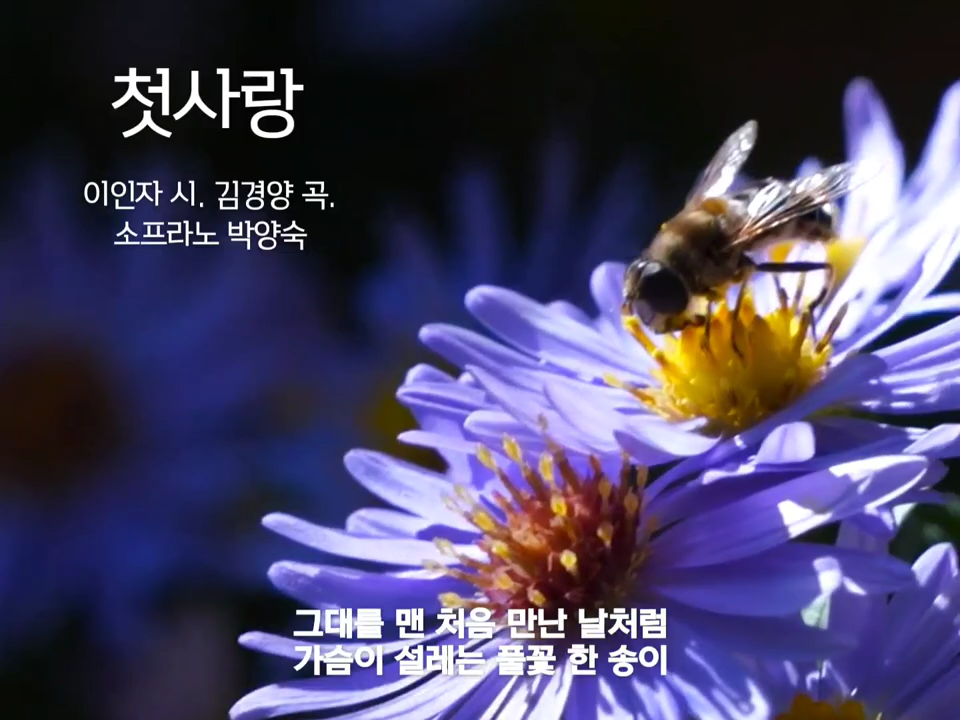 첫사랑
이인자 시. 김경양 곡.
소프라노 박양숙
그대를 맨 처음 만난 날처럼
가슴이 설레는 풀꽃 한 송이